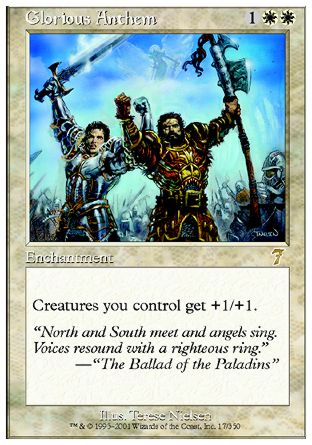 Glorious Anthem 1
NIELSEN
Enchantment 7
Creatures you control get +1/+1.
“North and South meet and angels sing.
Voices resound with a righteous ring.”
—“The Ballad of the Paladins”
Illus. Terese Nielsen
™ & © 1993–2001 Wizards of the Coast, Inc. 17/350